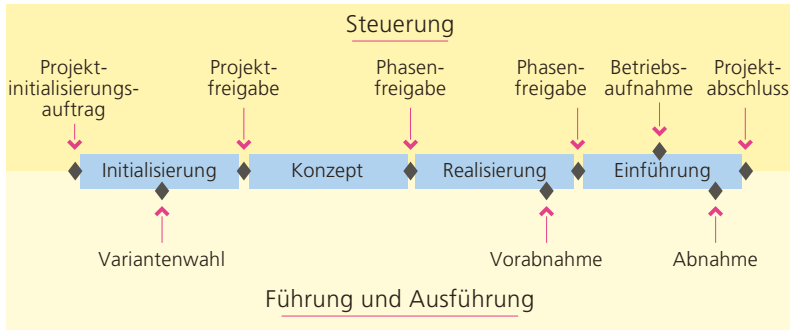 Steuerung
Projekt-
initialisierungs-
auftrag
Projekt-
freigabe
Phasen-
freigabe
Phasen-
freigabe
Betriebs-
aufnahme
Projekt-
abschluss
Initialisierung
Konzept
Realisierung
Einführung
Variantenwahl
Vorabnahme
Abnahme
Führung und Ausführung